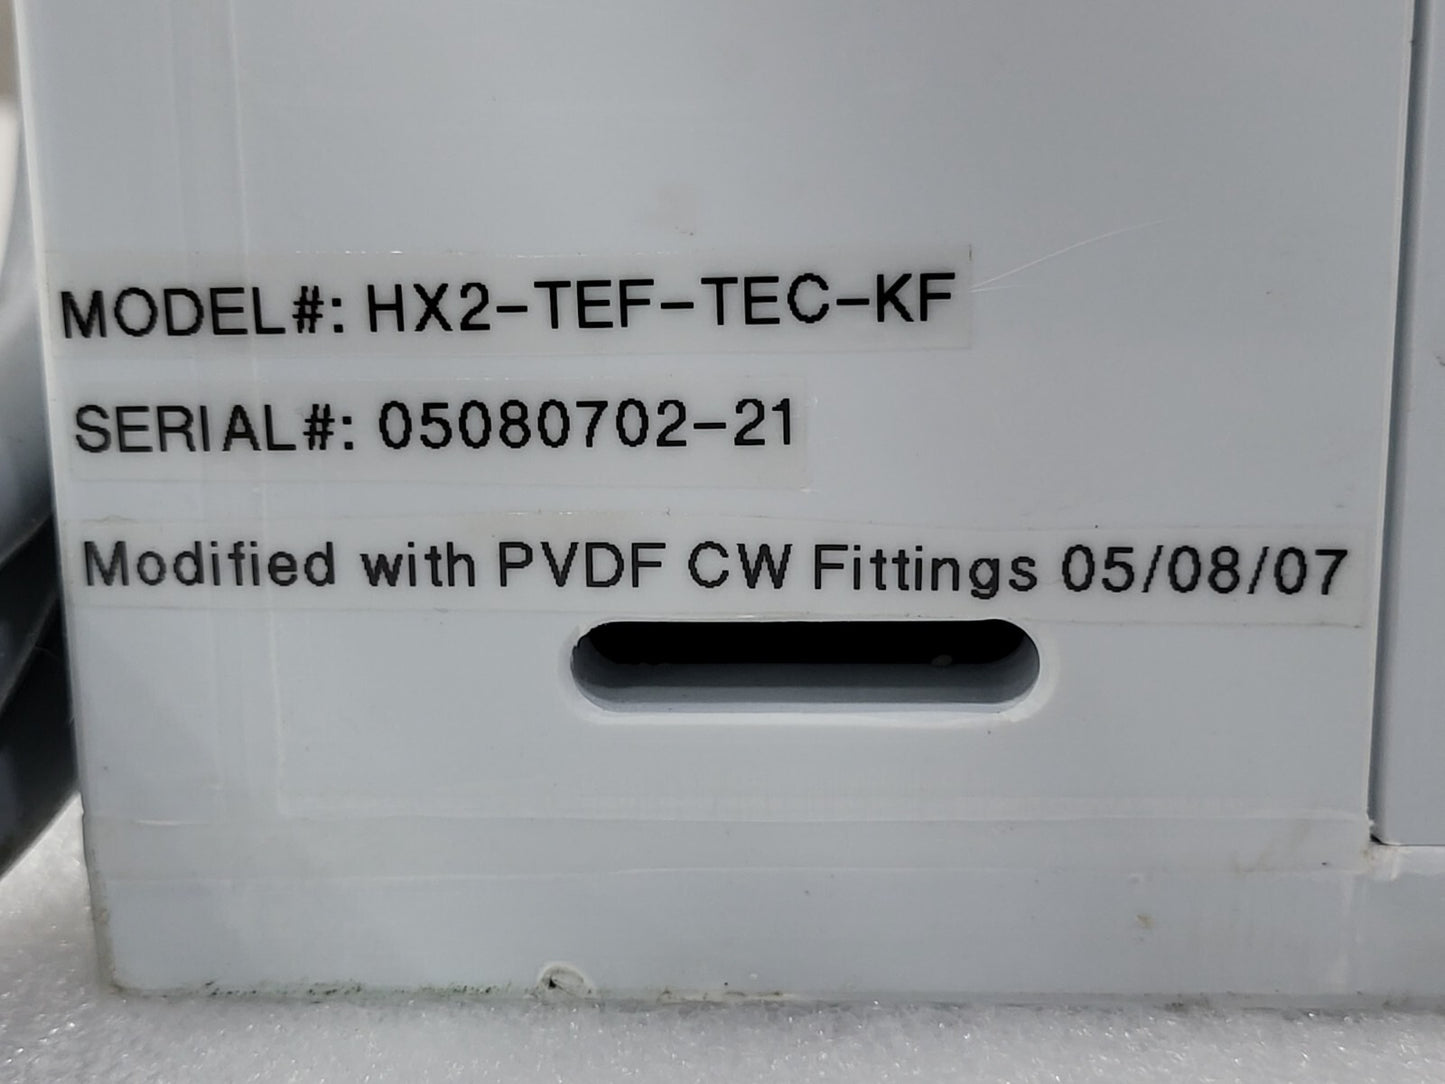 MODEL#: HX2-TEF-TEC-KF
SERIAL#: 05080702-21
Modified with PVDF CW Fittings 05/08/07